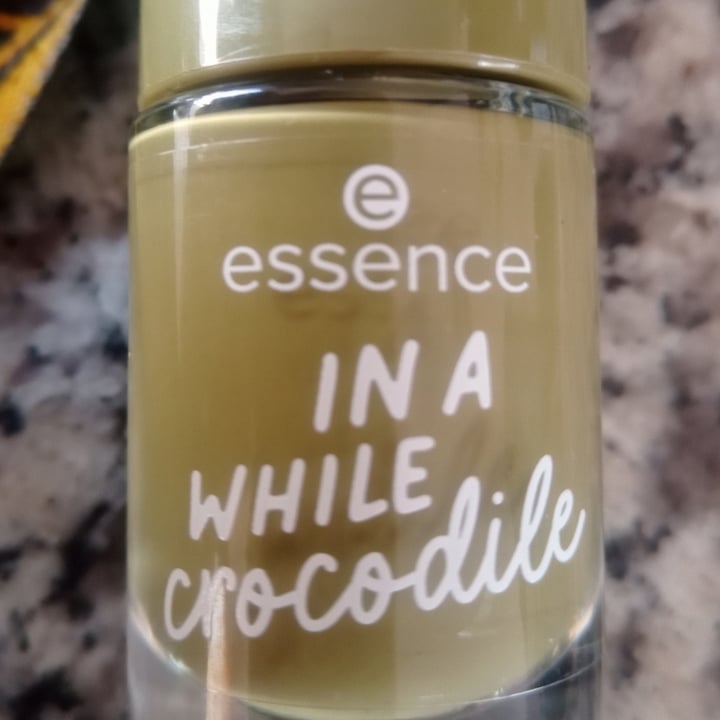 e
essence
IN A
WHILE
crocodile